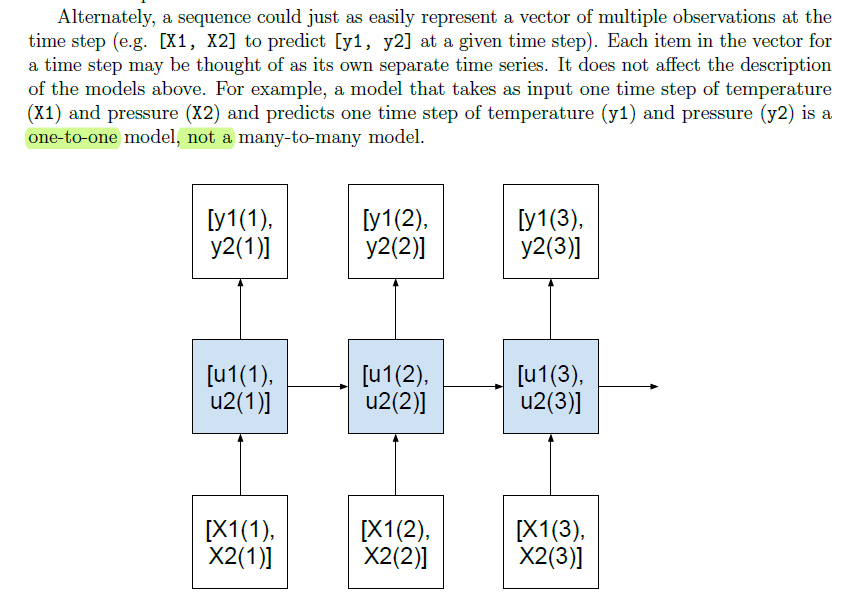 Alternately, a sequence could just as easily represent a vector of multiple observations at the
time step (e.g. [X1, X2] to predict [y1, y2] at a given time step). Each item in the vector for
a time step may be thought of as its own separate time series. It does not affect the description
of the models above. For example, a model that takes as input one time step of temperature
(X1) and pressure (X2) and predicts one time step of temperature (y1) and pressure (y2) is a
one-to-one model, not a many-to-many model.
[y1(1),
y2(1)]
[y1(2),
y2(2)]
[y1(3),
y2(3)]
[u1(1),
u2(1)]
[u1(2),
u2(2)]
[u1(3),
u2(3)]
[X1(1),
X2(1)]
[X1(2),
X2(2)]
[X1(3),
X2(3)]